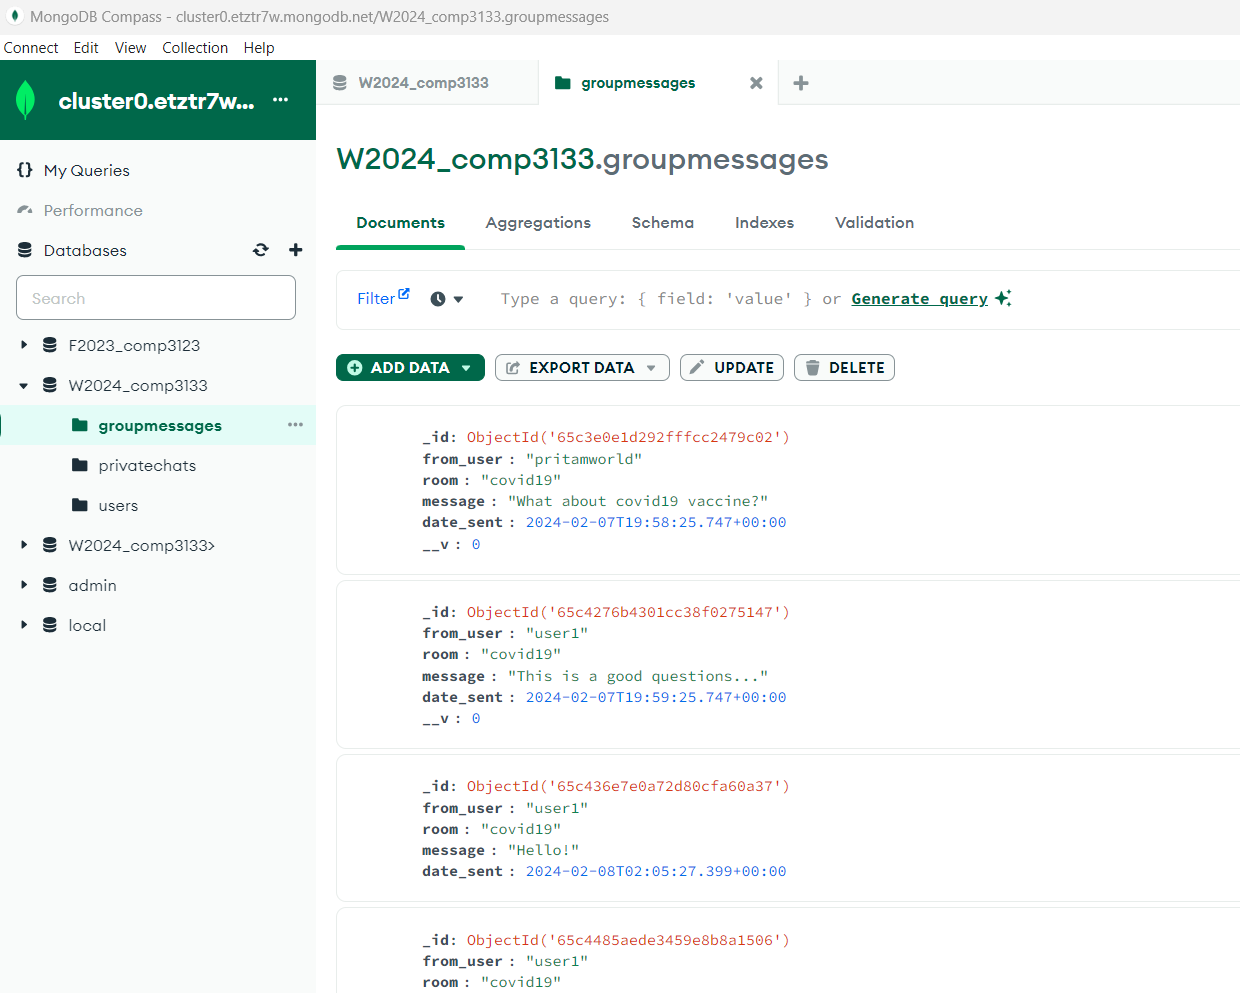 MongoDB Compass - cluster0.etztr7w.mongodb.net/W2024_comp3133.groupmessages
Connect Edit View Collection Help
cluster0.etztr7w...
W2024_comp3133
groupmessages
My Queries
Performance
Databases
Search
F2023_comp3123
W2024_comp3133
groupmessages
privatechats
users
W2024_comp3133>
admin
local
W2024_comp3133.groupmessages
Documents Aggregations Schema Indexes Validation
Filter Type a query: { field: 'value' } or Generate query
ADD DATA EXPORT DATA UPDATE DELETE
_id: ObjectId('65c3e0e1d292fffcc2479c02')
from_user : "pritamworld"
room : "covid19"
message : "What about covid19 vaccine?"
date_sent : 2024-02-07T19:58:25.747+00:00
__v : 0
_id: ObjectId('65c4276b4301cc38f0275147')
from_user : "user1"
room : "covid19"
message : "This is a good questions..."
date_sent : 2024-02-07T19:59:25.747+00:00
__v : 0
_id: ObjectId('65c436e7e0a72d80cfa60a37')
from_user : "user1"
room : "covid19"
message : "Hello!"
date_sent : 2024-02-08T02:05:27.399+00:00
_id: ObjectId('65c4485aede3459e8b8a1506')
from_user : "user1"
room : "covid19"